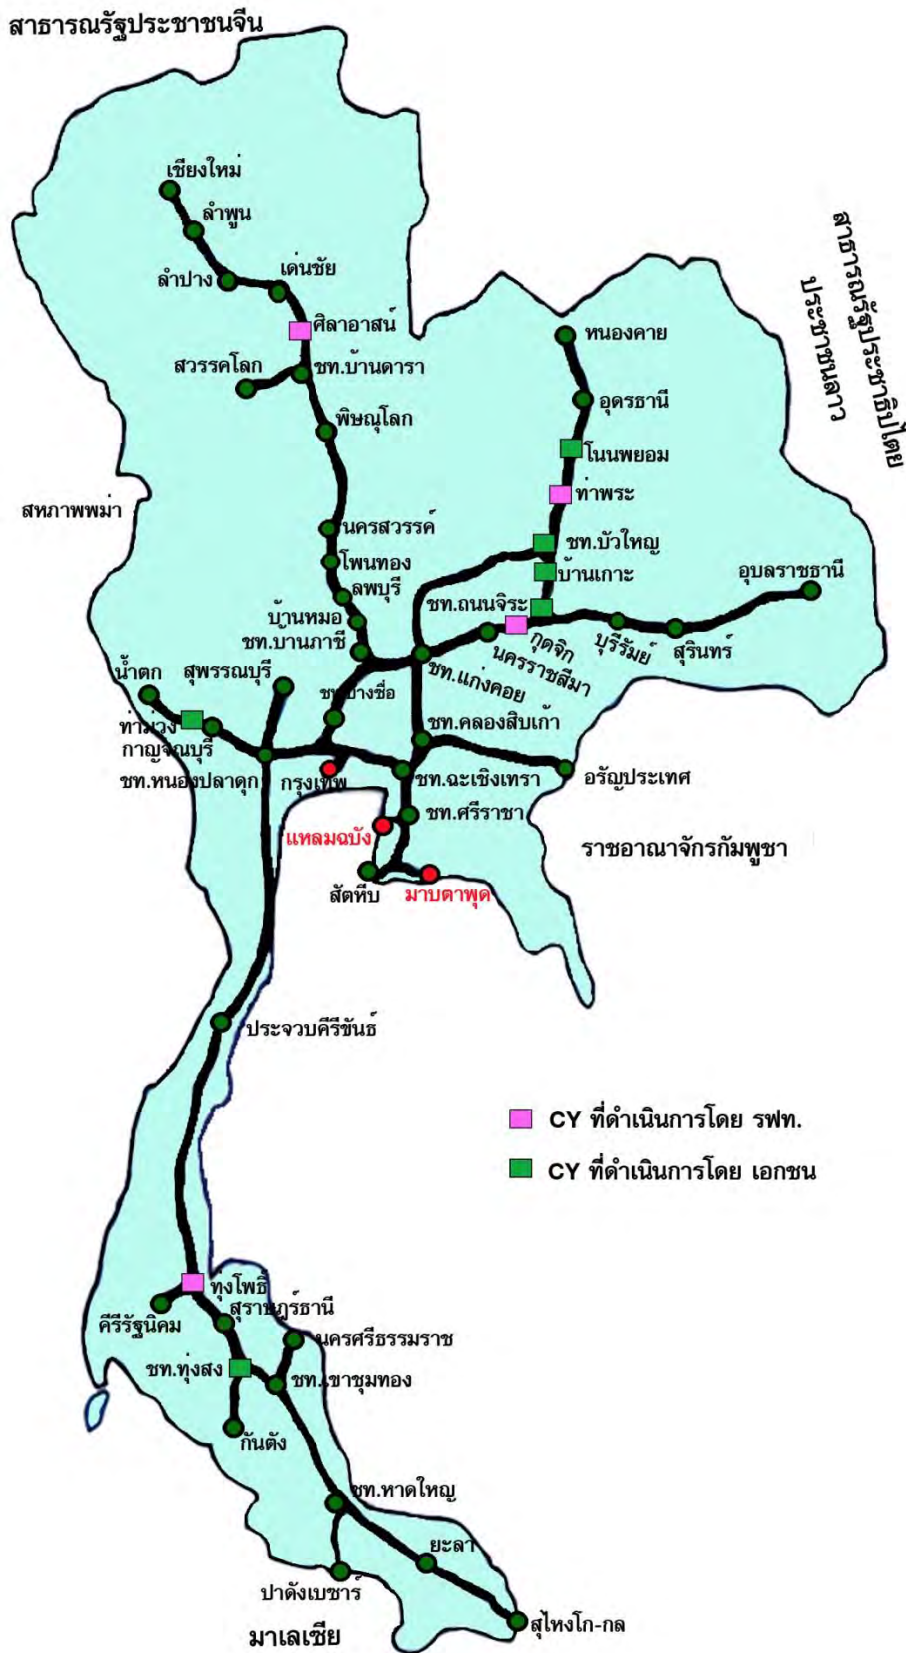 สาธารณรัฐประชาชนจีน
เชียงใหม่
ลำพูน
ลำปาง
เด่นชัย
ศิลาอาสน์
สวรรคโลก
ชท.บ้านดารา
พิษณุโลก
สาธารณรัฐประชาธิปไตย
ประชาชนลาว
หนองคาย
อุดรธานี
โนนพยอม
ท่าพระ
สหภาพพม่า
นครสวรรค์
โพนทอง
ลพบุรี
บ้านหมอ
ชท.บ้านภาชี
ชท.บัวใหญ่
บ้านเกาะ
ชท.ถนนจิระ
อุบลราชธานี
กุดจิก
บุรีรัมย์
สุรินทร์
นครราชสีมา
ชท.แก่งคอย
น้ำตก
สุพรรณบุรี
ชท.บางซื่อ
ท่าม่วง
กาญจนบุรี
ชท.หนองปลาดุก
กรุงเทพ
ชท.คลองสิบเก้า
ชท.ฉะเชิงเทรา
อรัญประเทศ
ชท.ศรีราชา
แหลมฉบัง
ราชอาณาจักรกัมพูชา
สัตหีบ
มาบตาพุด
ประจวบคีรีขันธ์
CY ที่ดำเนินการโดย รฟท.
CY ที่ดำเนินการโดย เอกชน
ทุ่งโพธิ์
คีรีรัฐนิคม
สุราษฎร์ธานี
นครศรีธรรมราช
ชท.ทุ่งสง
ชท.เขาชุมทอง
กันตัง
ชท.หาดใหญ่
ยะลา
ปาดังเบซาร์
สุไหงโก-กล
มาเลเซีย